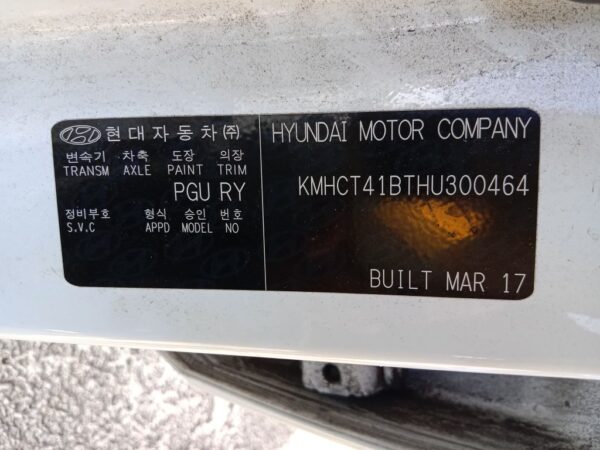 현대자동차㈜
변속기 차축 도장 의장
TRANSM AXLE PAINT TRIM
PGU RY
정비부호 형식 승인 번호
S.V.C APPD MODEL NO
HYUNDAI MOTOR COMPANY
KMHCT41BTHU300464
BUILT MAR 17